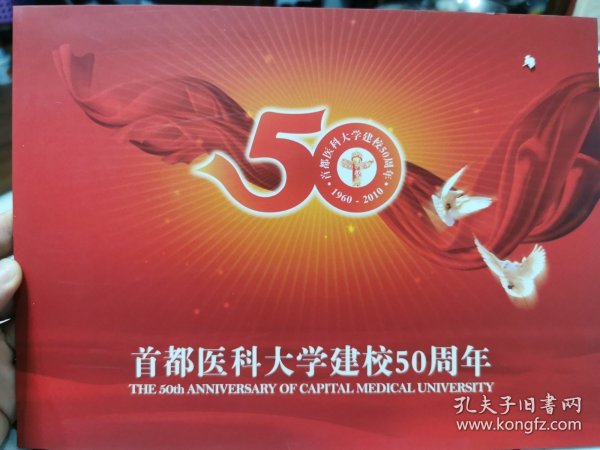 50
首都医科大学建校50周年
·1960-2010·
首都医科大学建校50周年
THE 50th ANNIVERSARY OF CAPITAL MEDICAL UNIVERSITY
孔夫子旧書网
www.kongfz.com